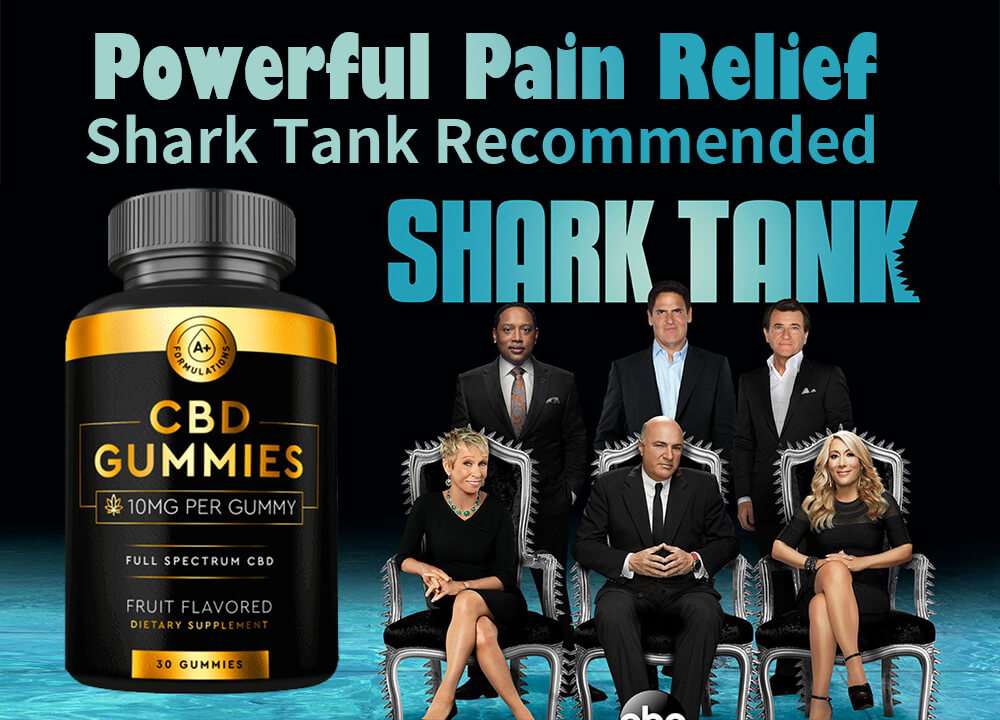 Powerful Pain Relief
Shark Tank Recommended
SHARK TANK
A+
FORMULATIONS
CBD
GUMMIES
10MG PER GUMMY
FULL SPECTRUM CBD
FRUIT FLAVORED
DIETARY SUPPLEMENT
30 GUMMIES
abc